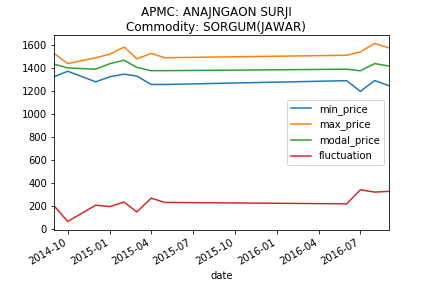 APMC: ANAJNGAON SURJI
Commodity: SORGUM(JAWAR)
1600
1400
1200
1000
800
600
400
200
0
min_price
max_price
modal_price
fluctuation
2014-10
2015-01
2015-04
2015-07
2015-10
2016-01
2016-04
2016-07
date